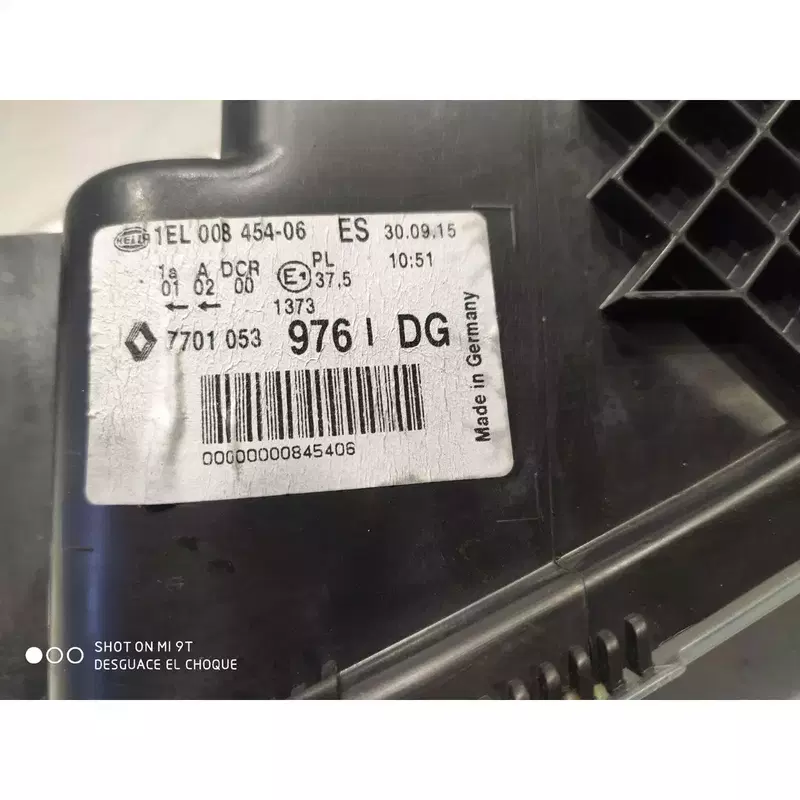 HELLA 1EL 008 454-06 ES 30.09.15
1a A DCR E1 PL 10:51
01 02 00 37,5
← ← 1373
7701 053 976 I DG
Made in Germany
00000000845406
SHOT ON MI 9T
DESGUACE EL CHOQUE